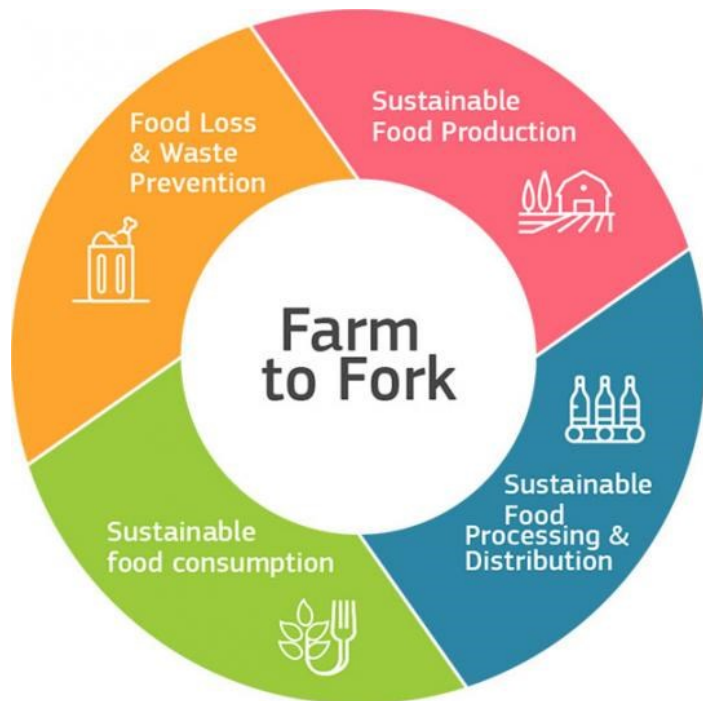 Farm
to Fork
Sustainable
Food Production
Sustainable
Food
Processing &
Distribution
Sustainable
food consumption
Food Loss
& Waste
Prevention